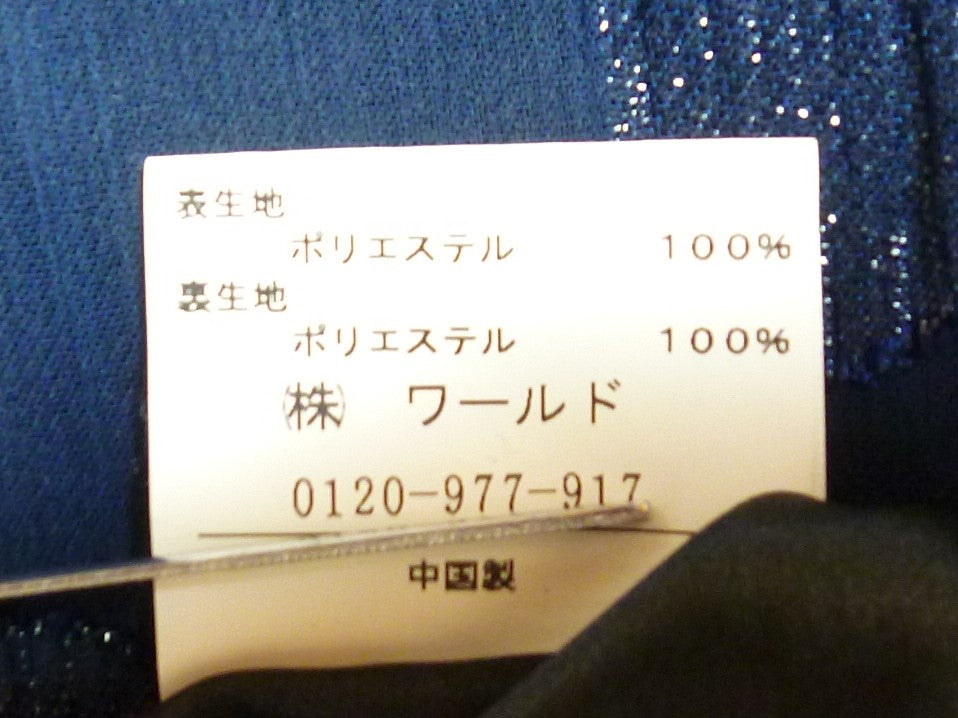 表生地
ポリエステル 100%
裏生地
ポリエステル 100%
㈱ ワールド
0120-977-917
中国製